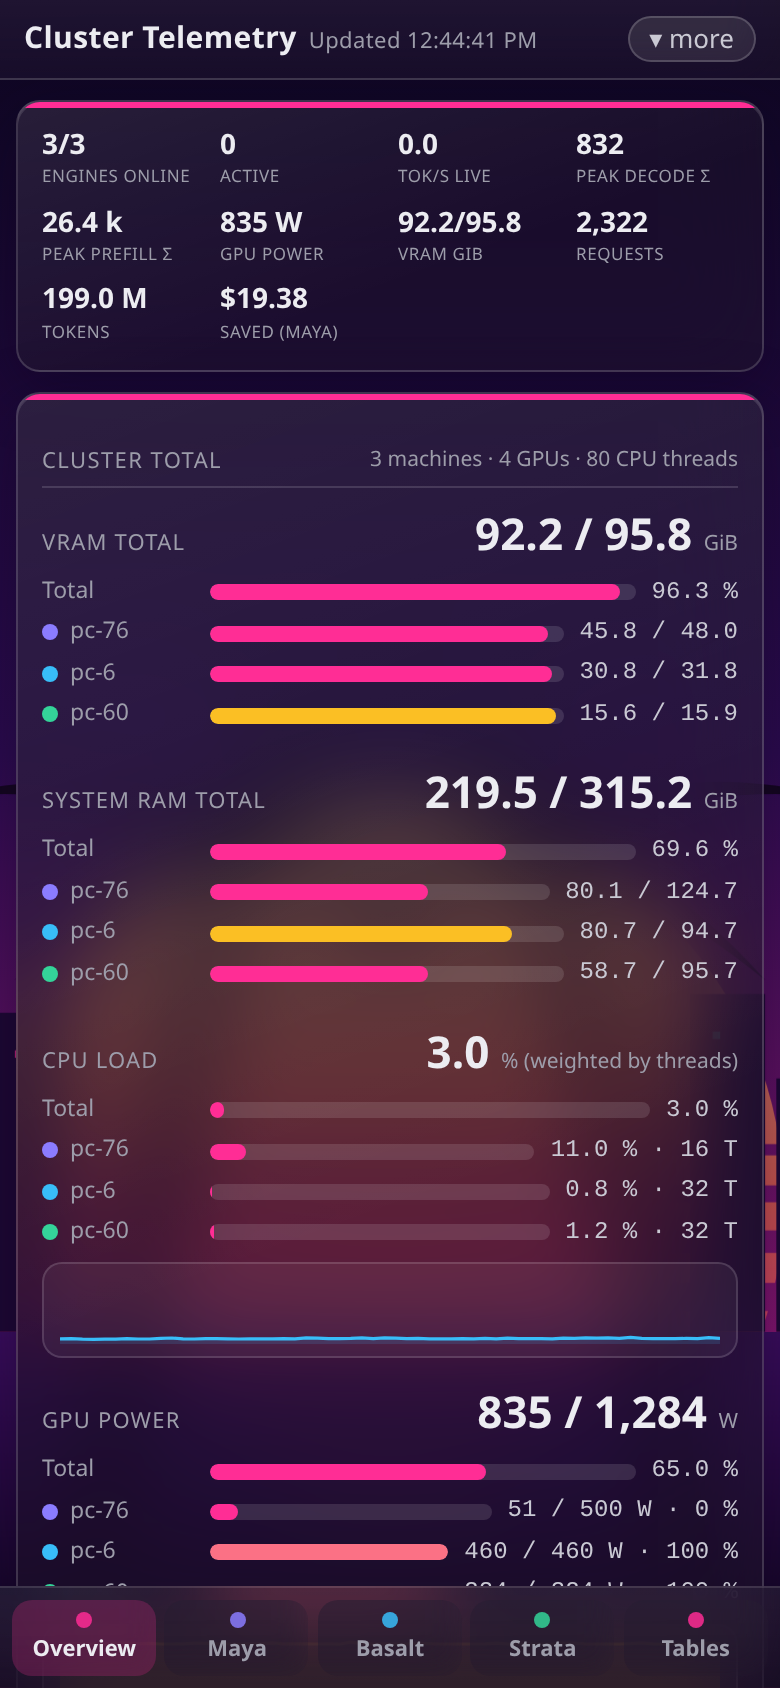 Cluster Telemetry Updated 12:44:41 PM ▾ more
3/3 0 0.0 832
ENGINES ONLINE ACTIVE TOK/S LIVE PEAK DECODE Σ
26.4 k 835 W 92.2/95.8 2,322
PEAK PREFILL Σ GPU POWER VRAM GIB REQUESTS
199.0 M $19.38
TOKENS SAVED (MAYA)
CLUSTER TOTAL 3 machines · 4 GPUs · 80 CPU threads
VRAM TOTAL 92.2 / 95.8 GiB
Total 96.3 %
pc-76 45.8 / 48.0
pc-6 30.8 / 31.8
pc-60 15.6 / 15.9
SYSTEM RAM TOTAL 219.5 / 315.2 GiB
Total 69.6 %
pc-76 80.1 / 124.7
pc-6 80.7 / 94.7
pc-60 58.7 / 95.7
CPU LOAD 3.0 % (weighted by threads)
Total 3.0 %
pc-76 11.0 % · 16 T
pc-6 0.8 % · 32 T
pc-60 1.2 % · 32 T
GPU POWER 835 / 1,284 W
Total 65.0 %
pc-76 51 / 500 W · 0 %
pc-6 460 / 460 W · 100 %
Overview Maya Basalt Strata Tables